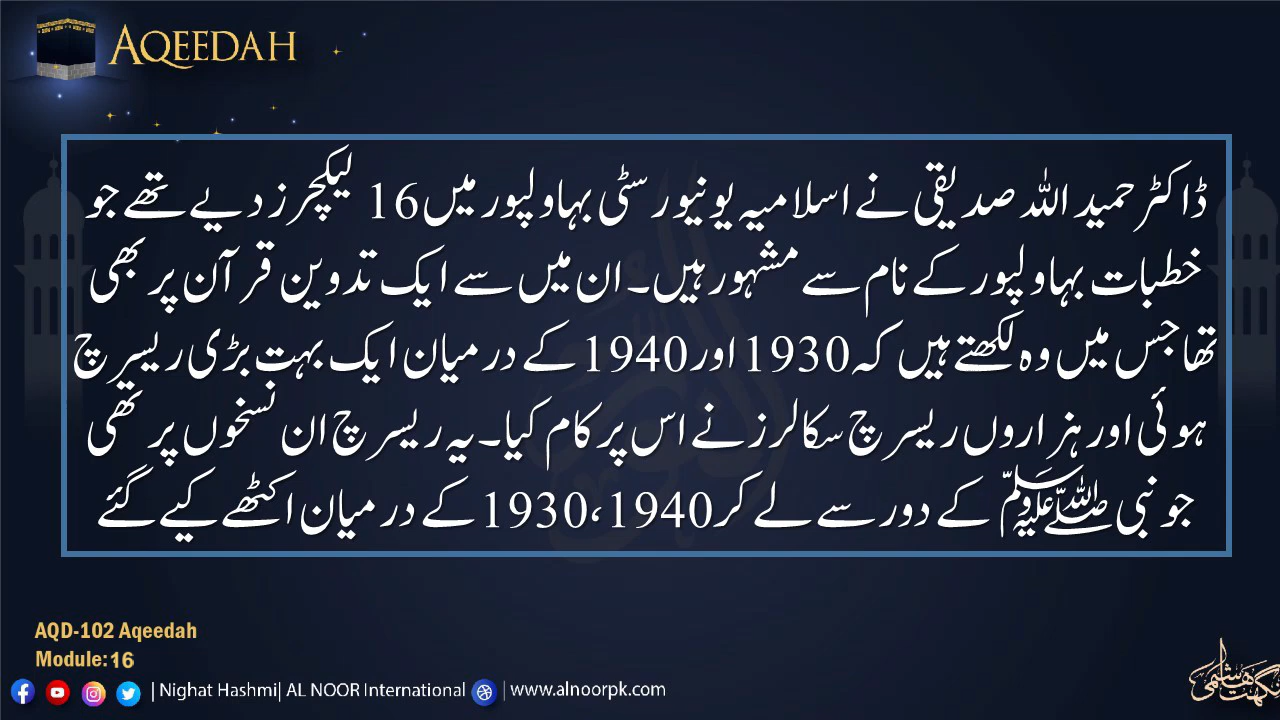 AQEEDAH
ڈاکٹر حمید اللہ صدیقی نے اسلامیہ یونیورسٹی بہاولپور میں 16 لیکچرز دیے تھے جو
خطبات بہاولپور کے نام سے مشہور ہیں۔ ان میں سے ایک تدوین قرآن پر بھی
تھا جس میں وہ لکھتے ہیں کہ 1930 اور 1940 کے درمیان ایک بہت بڑی ریسرچ
ہوئی اور ہزاروں ریسرچ سکالرز نے اس پر کام کیا۔ یہ ریسرچ ان نسخوں پر تھی
جو نبی ﷺ کے دور سے لے کر 1940،1930 کے درمیان اکٹھے کیے گئے
AQD-102 Aqeedah
Module:16
| Nighat Hashmi| AL NOOR International | www.alnoorpk.com
نگہت ہاشمی